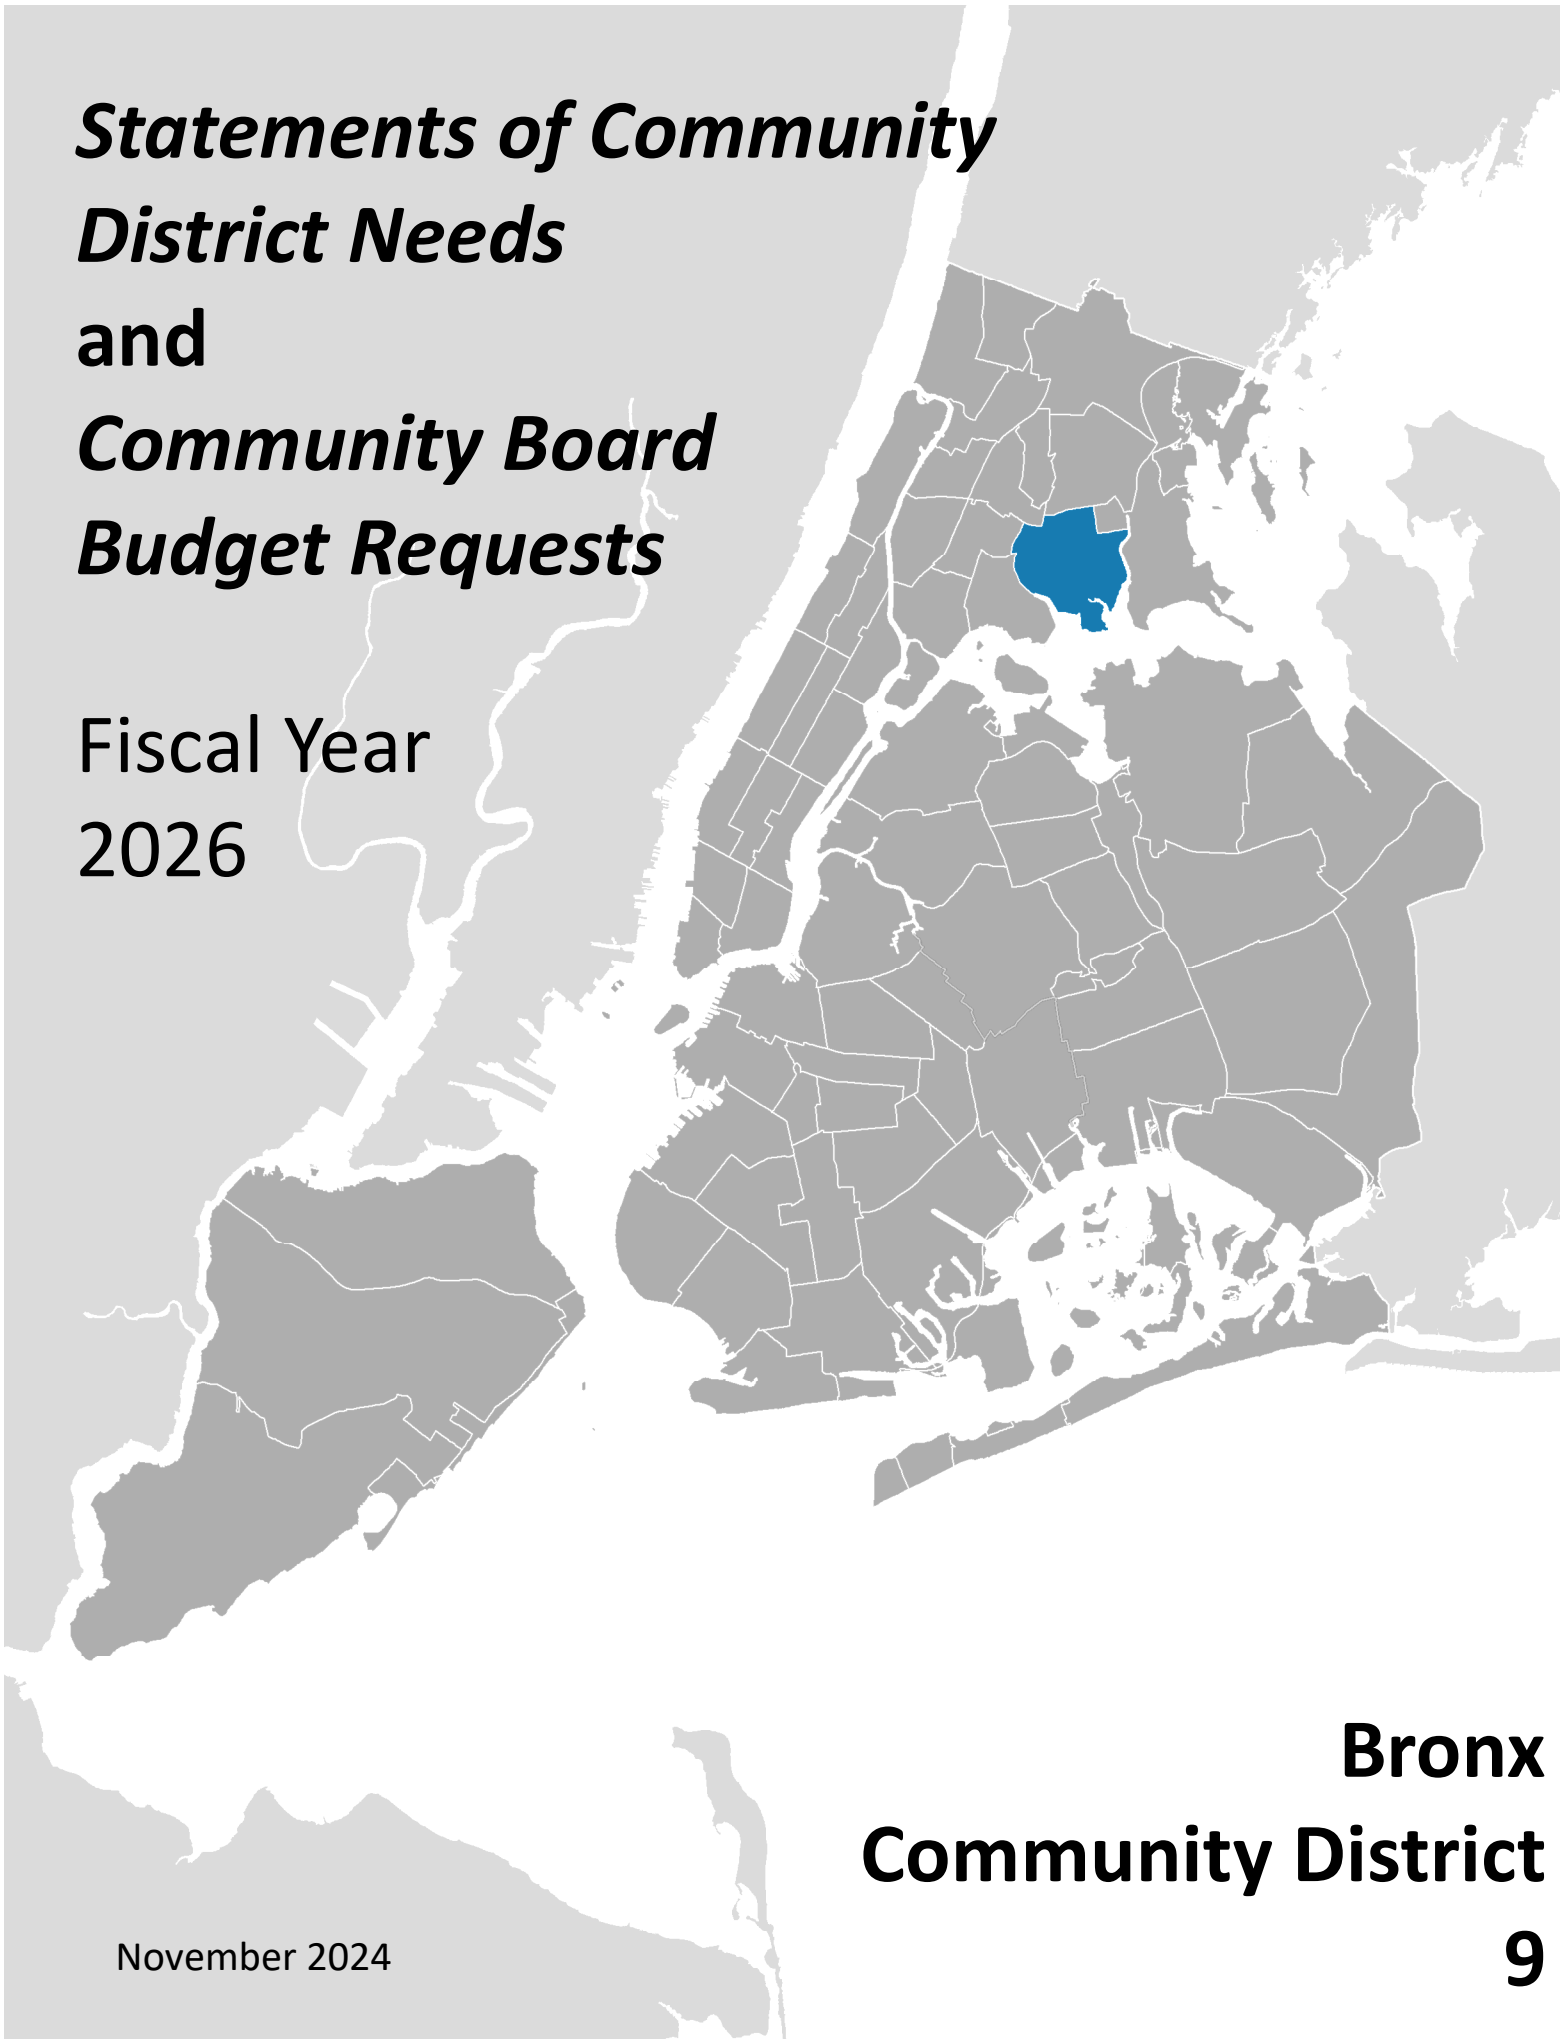 Statements of Community
District Needs
and
Community Board
Budget Requests
Fiscal Year
2026
Bronx
Community District
9
November 2024